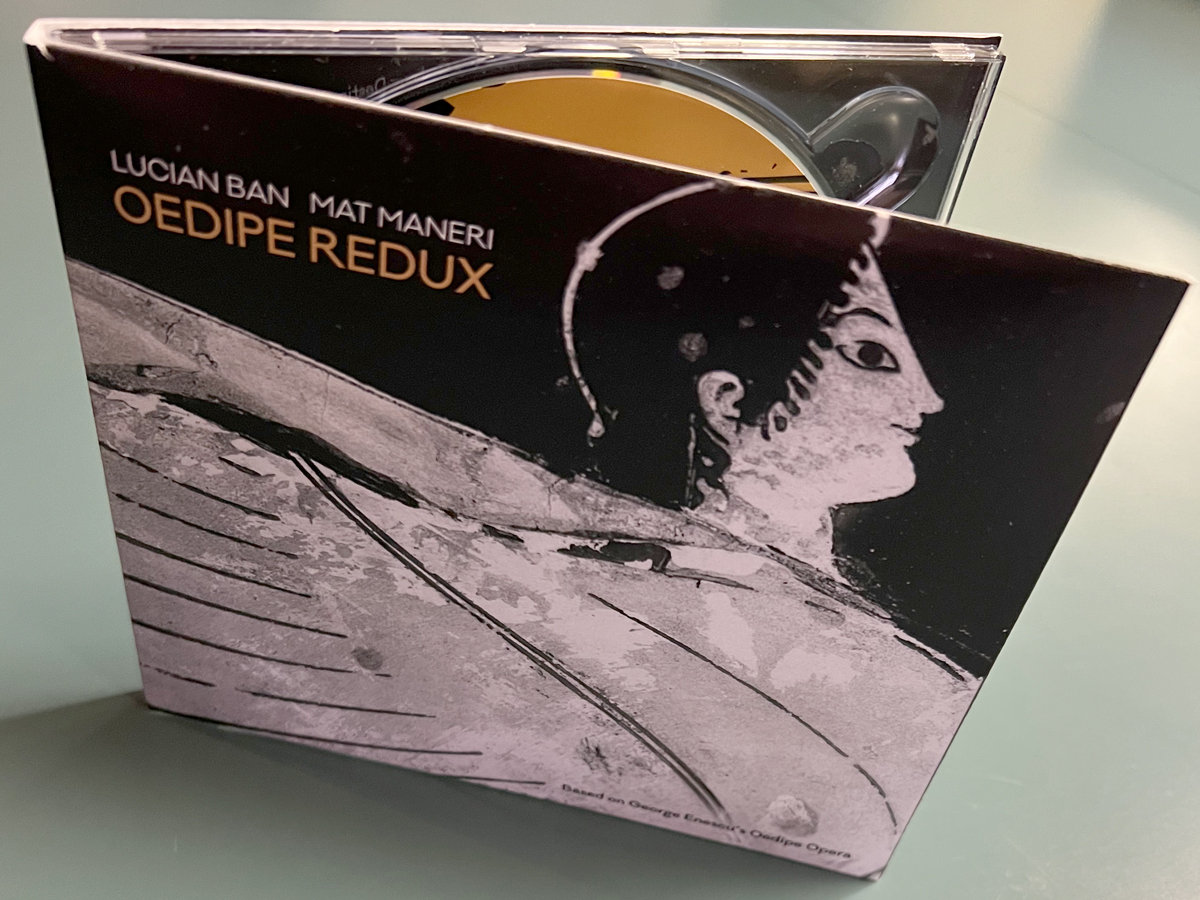 LUCIAN BAN MAT MANERI
OEDIPE REDUX
Based on George Enescu's Oedipe Opera